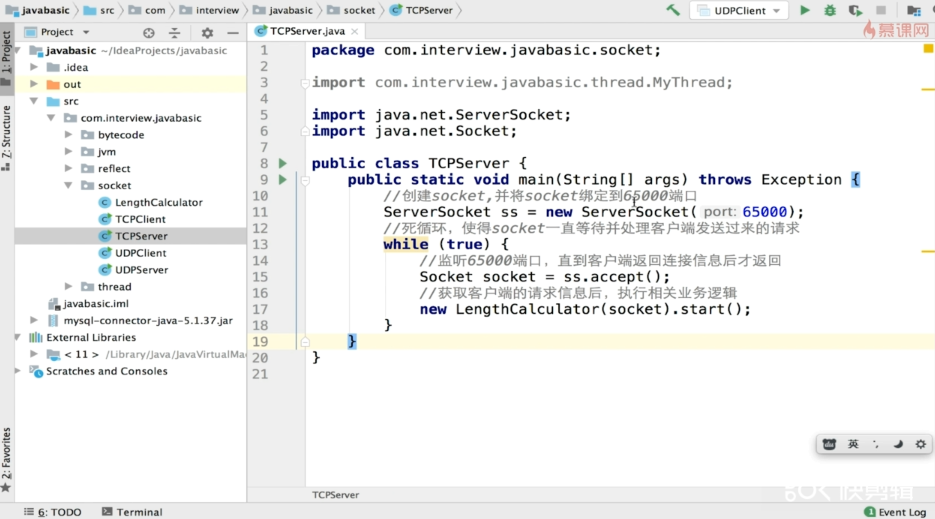 javabasic src com interview javabasic socket TCPServer UDPClient
慕课网
Project
TCPServer.java
1: Project
Z: Structure
2: Favorites
javabasic ~/IdeaProjects/javabasic
.idea
out
src
com.interview.javabasic
bytecode
jvm
reflect
socket
LengthCalculator
TCPClient
TCPServer
UDPClient
UDPServer
thread
javabasic.iml
mysql-connector-java-5.1.37.jar
External Libraries
< 11 > /Library/Java/JavaVirtualMa
Scratches and Consoles
1 package com.interview.javabasic.socket;
2
3 import com.interview.javabasic.thread.MyThread;
4
5 import java.net.ServerSocket;
6 import java.net.Socket;
7
8 public class TCPServer {
9 public static void main(String[] args) throws Exception {
10 //创建socket,并将socket绑定到65000端口
11 ServerSocket ss = new ServerSocket( port: 65000);
12 //死循环，使得socket一直等待并处理客户端发送过来的请求
13 while (true) {
14 //监听65000端口，直到客户端返回连接信息后才返回
15 Socket socket = ss.accept();
16 //获取客户端的请求信息后，执行相关业务逻辑
17 new LengthCalculator(socket).start();
18 }
19 }
20 }
21
英
TCPServer
快剪辑
6: TODO Terminal 1 Event Log